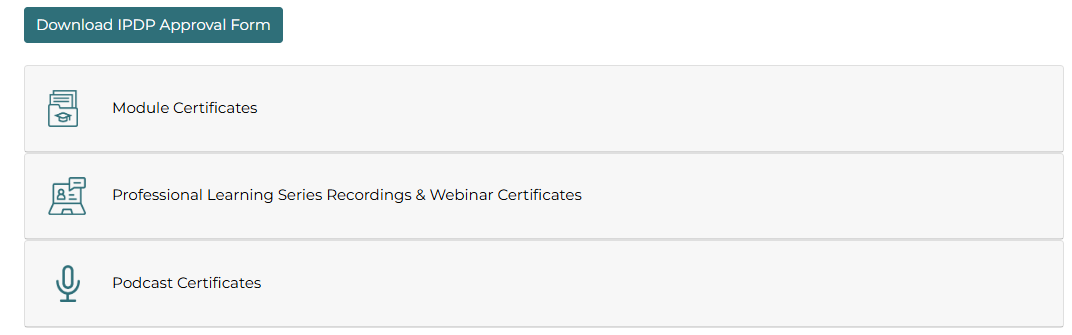 Download IPDP Approval Form
Module Certificates
Professional Learning Series Recordings & Webinar Certificates
Podcast Certificates